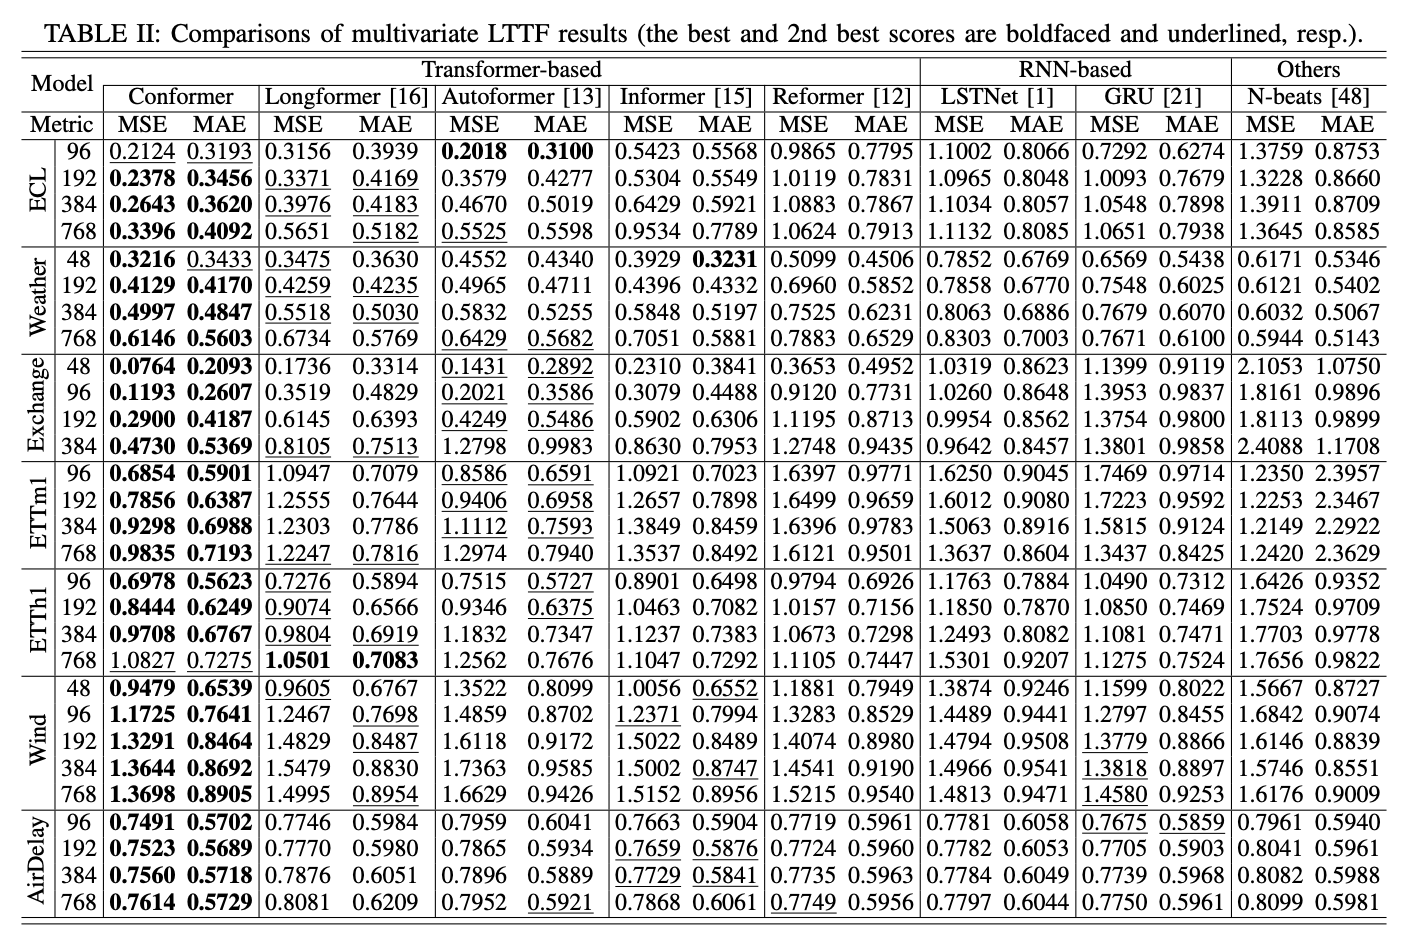 TABLE II: Comparisons of multivariate LTTF results (the best and 2nd best scores are boldfaced and underlined, resp.).
Model Transformer-based RNN-based Others
Conformer Longformer [16] Autoformer [13] Informer [15] Reformer [12] LSTNet [1] GRU [21] N-beats [48]
Metric MSE MAE MSE MAE MSE MAE MSE MAE MSE MAE MSE MAE MSE MAE MSE MAE
ECL
96 0.2124 0.3193 0.3156 0.3939 0.2018 0.3100 0.5423 0.5568 0.9865 0.7795 1.1002 0.8066 0.7292 0.6274 1.3759 0.8753
192 0.2378 0.3456 0.3371 0.4169 0.3579 0.4277 0.5304 0.5549 1.0119 0.7831 1.0965 0.8048 1.0093 0.7679 1.3228 0.8660
384 0.2643 0.3620 0.3976 0.4183 0.4670 0.5019 0.6429 0.5921 1.0883 0.7867 1.1034 0.8057 1.0548 0.7898 1.3911 0.8709
768 0.3396 0.4092 0.5651 0.5182 0.5525 0.5598 0.9534 0.7789 1.0624 0.7913 1.1132 0.8085 1.0651 0.7938 1.3645 0.8585
Weather
48 0.3216 0.3433 0.3475 0.3630 0.4552 0.4340 0.3929 0.3231 0.5099 0.4506 0.7852 0.6769 0.6569 0.5438 0.6171 0.5346
192 0.4129 0.4170 0.4259 0.4235 0.4965 0.4711 0.4396 0.4332 0.6960 0.5852 0.7858 0.6770 0.7548 0.6025 0.6121 0.5402
384 0.4997 0.4847 0.5518 0.5030 0.5832 0.5255 0.5848 0.5197 0.7525 0.6231 0.8063 0.6886 0.7679 0.6070 0.6032 0.5067
768 0.6146 0.5603 0.6734 0.5769 0.6429 0.5682 0.7051 0.5881 0.7883 0.6529 0.8303 0.7003 0.7671 0.6100 0.5944 0.5143
Exchange
48 0.0764 0.2093 0.1736 0.3314 0.1431 0.2892 0.2310 0.3841 0.3653 0.4952 1.0319 0.8623 1.1399 0.9119 2.1053 1.0750
96 0.1193 0.2607 0.3519 0.4829 0.2021 0.3586 0.3079 0.4488 0.9120 0.7731 1.0260 0.8648 1.3953 0.9837 1.8161 0.9896
192 0.2900 0.4187 0.6145 0.6393 0.4249 0.5486 0.5902 0.6306 1.1195 0.8713 0.9954 0.8562 1.3754 0.9800 1.8113 0.9899
384 0.4730 0.5369 0.8105 0.7513 1.2798 0.9983 0.8630 0.7953 1.2748 0.9435 0.9642 0.8457 1.3801 0.9858 2.4088 1.1708
ETTm1
96 0.6854 0.5901 1.0947 0.7079 0.8586 0.6591 1.0921 0.7023 1.6397 0.9771 1.6250 0.9045 1.7469 0.9714 1.2350 2.3957
192 0.7856 0.6387 1.2555 0.7644 0.9406 0.6958 1.2657 0.7898 1.6499 0.9659 1.6012 0.9080 1.7223 0.9592 1.2253 2.3467
384 0.9298 0.6988 1.2303 0.7786 1.1112 0.7593 1.3849 0.8459 1.6396 0.9783 1.5063 0.8916 1.5815 0.9124 1.2149 2.2922
768 0.9835 0.7193 1.2247 0.7816 1.2974 0.7940 1.3537 0.8492 1.6121 0.9501 1.3637 0.8604 1.3437 0.8425 1.2420 2.3629
ETTh1
96 0.6978 0.5623 0.7276 0.5894 0.7515 0.5727 0.8901 0.6498 0.9794 0.6926 1.1763 0.7884 1.0490 0.7312 1.6426 0.9352
192 0.8444 0.6249 0.9074 0.6566 0.9346 0.6375 1.0463 0.7082 1.0157 0.7156 1.1850 0.7870 1.0850 0.7469 1.7524 0.9709
384 0.9708 0.6767 0.9804 0.6919 1.1832 0.7347 1.1237 0.7383 1.0673 0.7298 1.2493 0.8082 1.1081 0.7471 1.7703 0.9778
768 1.0827 0.7275 1.0501 0.7083 1.2562 0.7676 1.1047 0.7292 1.1105 0.7447 1.5301 0.9207 1.1275 0.7524 1.7656 0.9822
Wind
48 0.9479 0.6539 0.9605 0.6767 1.3522 0.8099 1.0056 0.6552 1.1881 0.7949 1.3874 0.9246 1.1599 0.8022 1.5667 0.8727
96 1.1725 0.7641 1.2467 0.7698 1.4859 0.8702 1.2371 0.7994 1.3283 0.8529 1.4489 0.9441 1.2797 0.8455 1.6842 0.9074
192 1.3291 0.8464 1.4829 0.8487 1.6118 0.9172 1.5022 0.8489 1.4074 0.8980 1.4794 0.9508 1.3779 0.8866 1.6146 0.8839
384 1.3644 0.8692 1.5479 0.8830 1.7363 0.9585 1.5002 0.8747 1.4541 0.9190 1.4966 0.9541 1.3818 0.8897 1.5746 0.8551
768 1.3698 0.8905 1.4995 0.8954 1.6629 0.9426 1.5152 0.8956 1.5215 0.9540 1.4813 0.9471 1.4580 0.9253 1.6176 0.9009
AirDelay
96 0.7491 0.5702 0.7746 0.5984 0.7959 0.6041 0.7663 0.5904 0.7719 0.5961 0.7781 0.6058 0.7675 0.5859 0.7961 0.5940
192 0.7523 0.5689 0.7770 0.5980 0.7865 0.5934 0.7659 0.5876 0.7724 0.5960 0.7782 0.6053 0.7705 0.5903 0.8041 0.5961
384 0.7560 0.5718 0.7876 0.6051 0.7896 0.5889 0.7729 0.5841 0.7735 0.5963 0.7784 0.6049 0.7739 0.5968 0.8082 0.5988
768 0.7614 0.5729 0.8081 0.6209 0.7952 0.5921 0.7868 0.6061 0.7749 0.5956 0.7797 0.6044 0.7750 0.5961 0.8099 0.5981